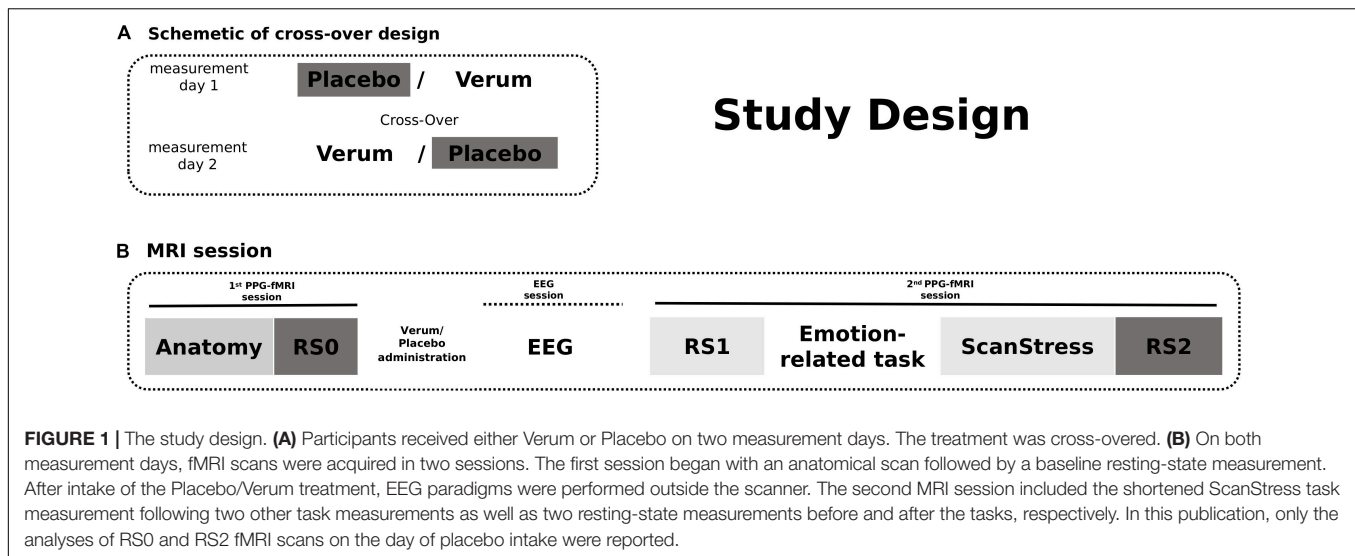 A Schemetic of cross-over design
measurement
day 1
Placebo / Verum
Cross-Over
measurement
day 2
Verum / Placebo
Study Design
B MRI session
1st PPG-fMRI
session
EEG
session
2nd PPG-fMRI
session
Anatomy
RS0
Verum/
Placebo
administration
EEG
RS1
Emotion-
related task
ScanStress
RS2
FIGURE 1 | The study design. (A) Participants received either Verum or Placebo on two measurement days. The treatment was cross-overed. (B) On both
measurement days, fMRI scans were acquired in two sessions. The first session began with an anatomical scan followed by a baseline resting-state measurement.
After intake of the Placebo/Verum treatment, EEG paradigms were performed outside the scanner. The second MRI session included the shortened ScanStress task
measurement following two other task measurements as well as two resting-state measurements before and after the tasks, respectively. In this publication, only the
analyses of RS0 and RS2 fMRI scans on the day of placebo intake were reported.